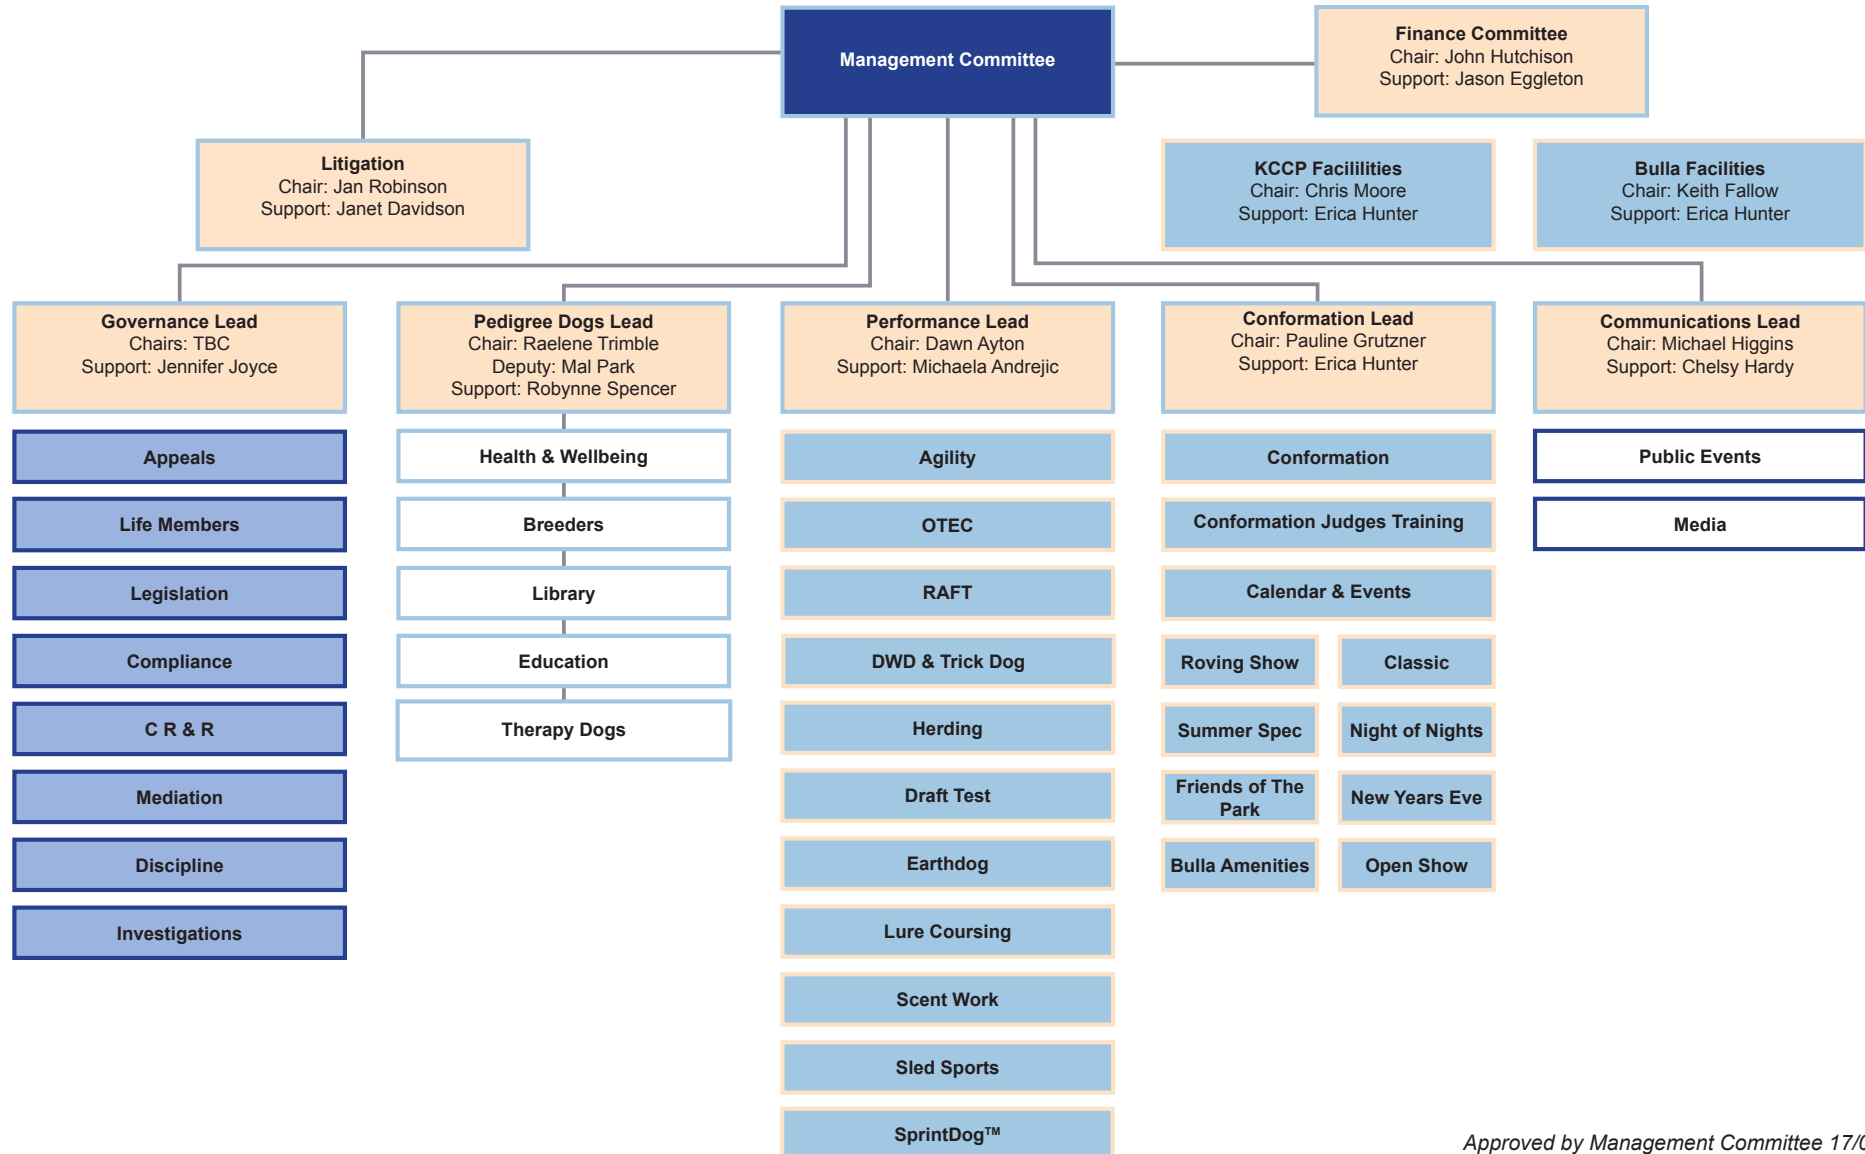 Management Committee
Finance Committee
Chair: John Hutchison
Support: Jason Eggleton
Litigation
Chair: Jan Robinson
Support: Janet Davidson
KCCP Facililities
Chair: Chris Moore
Support: Erica Hunter
Bulla Facilities
Chair: Keith Fallow
Support: Erica Hunter
Governance Lead
Chairs: TBC
Support: Jennifer Joyce
Pedigree Dogs Lead
Chair: Raelene Trimble
Deputy: Mal Park
Support: Robynne Spencer
Performance Lead
Chair: Dawn Ayton
Support: Michaela Andrejic
Conformation Lead
Chair: Pauline Grutzner
Support: Erica Hunter
Communications Lead
Chair: Michael Higgins
Support: Chelsy Hardy
Appeals
Life Members
Legislation
Compliance
C R & R
Mediation
Discipline
Investigations
Health & Wellbeing
Breeders
Library
Education
Therapy Dogs
Agility
OTEC
RAFT
DWD & Trick Dog
Herding
Draft Test
Earthdog
Lure Coursing
Scent Work
Sled Sports
SprintDog™
Conformation
Conformation Judges Training
Calendar & Events
Roving Show
Classic
Summer Spec
Night of Nights
Friends of The
Park
New Years Eve
Bulla Amenities
Open Show
Public Events
Media
Approved by Management Committee 17/